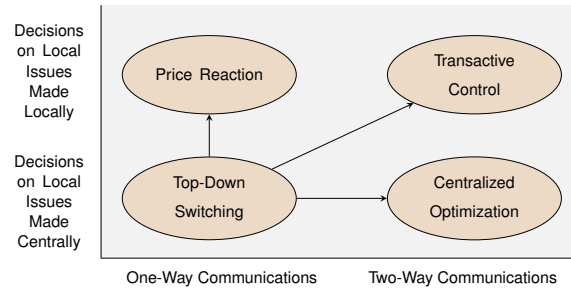 Decisions
on Local
Issues
Made
Locally
Price Reaction
Transactive
Control
Decisions
on Local
Issues
Made
Centrally
Top-Down
Switching
Centralized
Optimization
One-Way Communications
Two-Way Communications